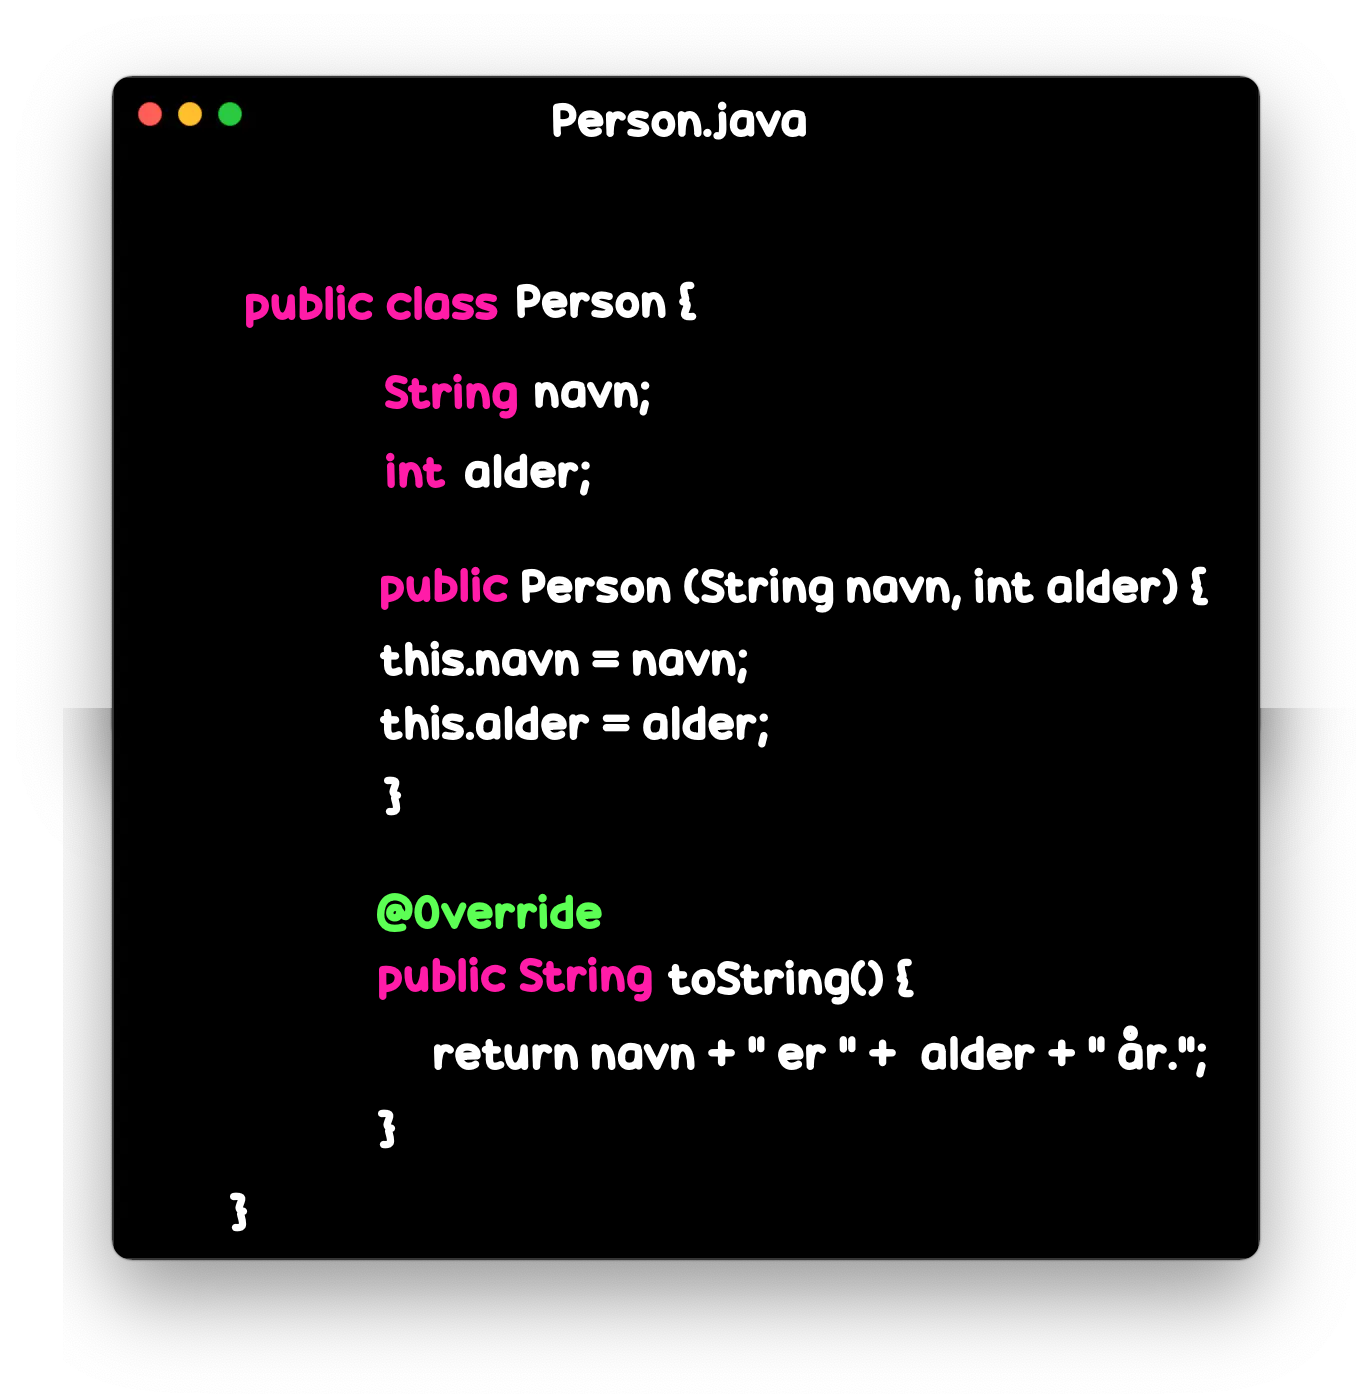 Person.java
public class Person {
String navn;
int alder;
public Person (String navn, int alder) {
this.navn = navn;
this.alder = alder;
}
@Override
public String toString() {
return navn + " er " + alder + " år.";
}
}